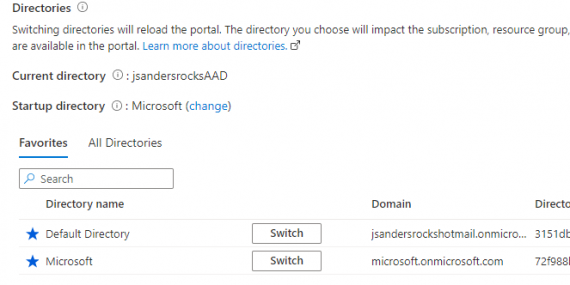 Directories
Switching directories will reload the portal. The directory you choose will impact the subscription, resource group,
are available in the portal. Learn more about directories.
Current directory : jsandersrocksAAD
Startup directory : Microsoft (change)
Favorites All Directories
Search
Directory name Domain Directo
Default Directory Switch jsandersrockshotmail.onmicro... 3151db
Microsoft Switch microsoft.onmicrosoft.com 72f988